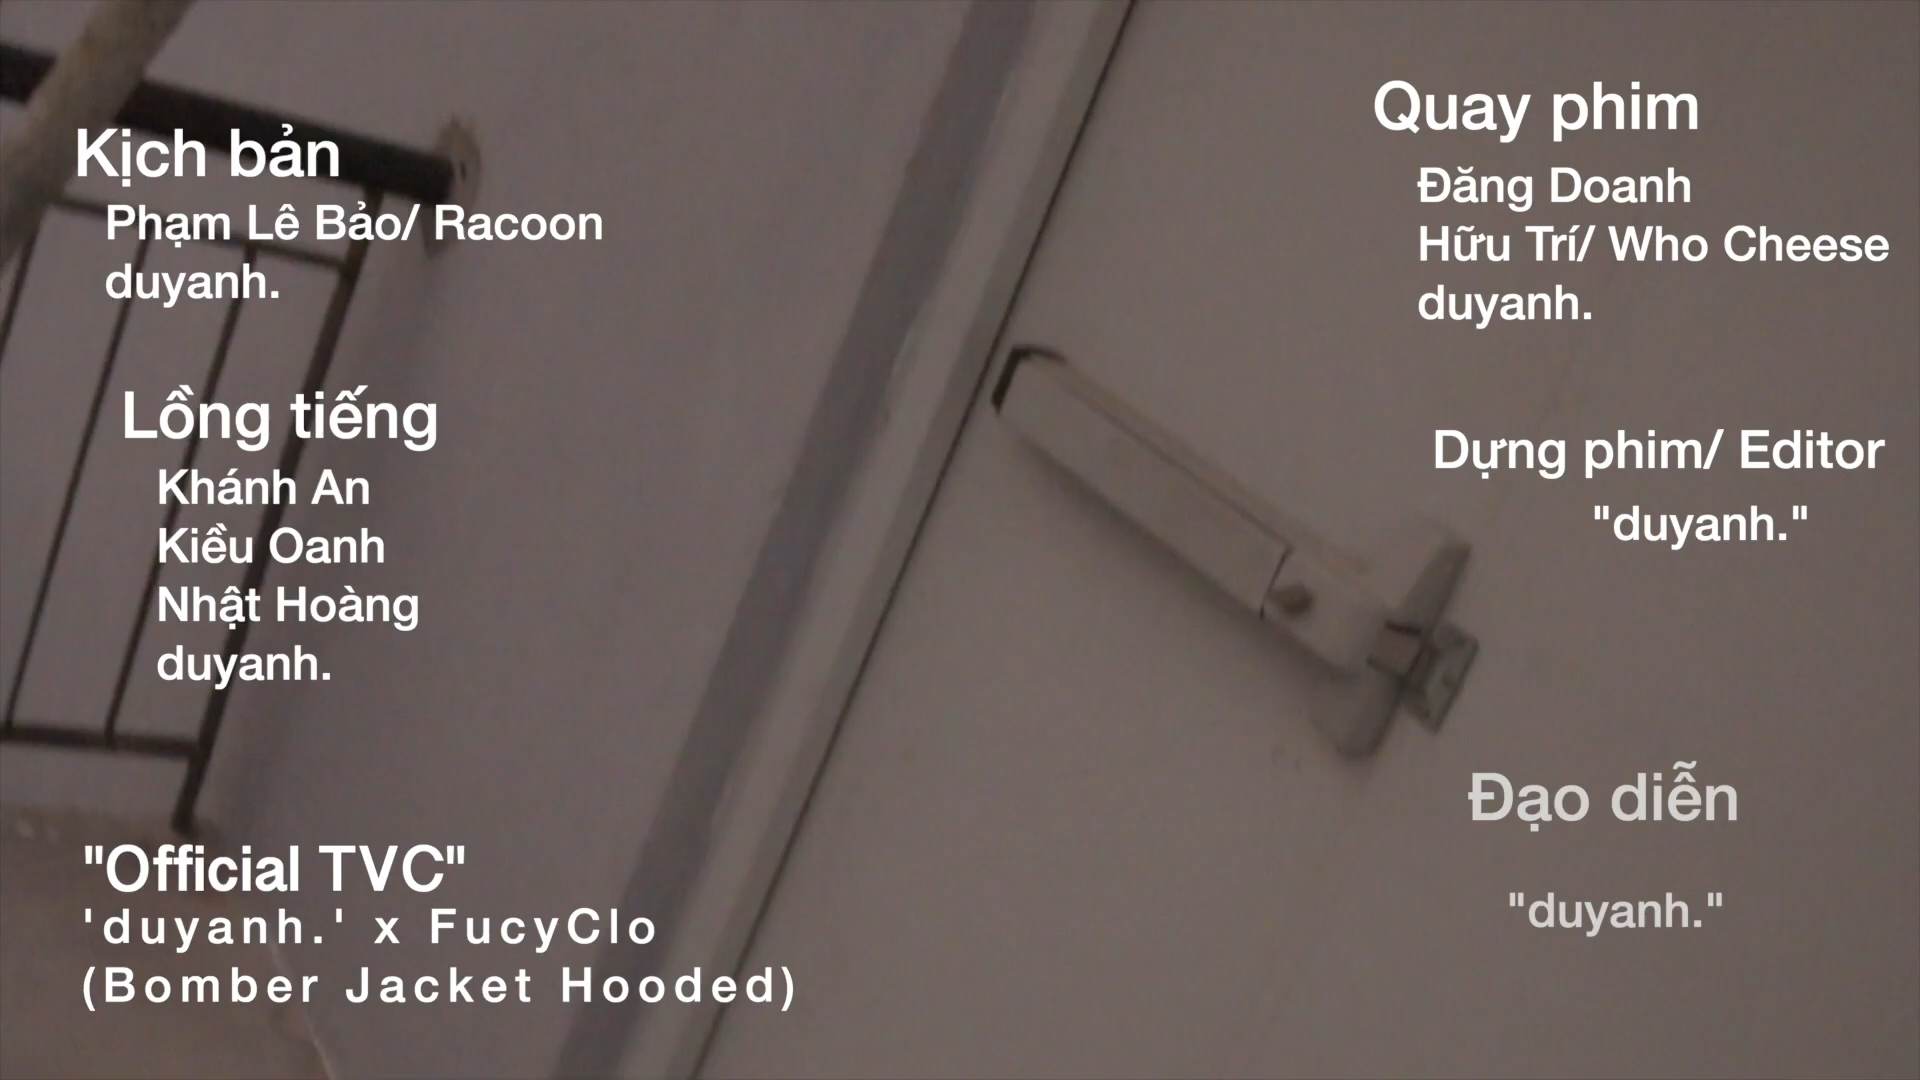 Kịch bản
Phạm Lê Bảo/ Racoon
duyanh.
Lồng tiếng
Khánh An
Kiều Oanh
Nhật Hoàng
duyanh.
"Official TVC"
'duyanh.' x FucyClo
(Bomber Jacket Hooded)
Quay phim
Đăng Doanh
Hữu Trí/ Who Cheese
duyanh.
Dựng phim/ Editor
"duyanh."
Đạo diễn
"duyanh."